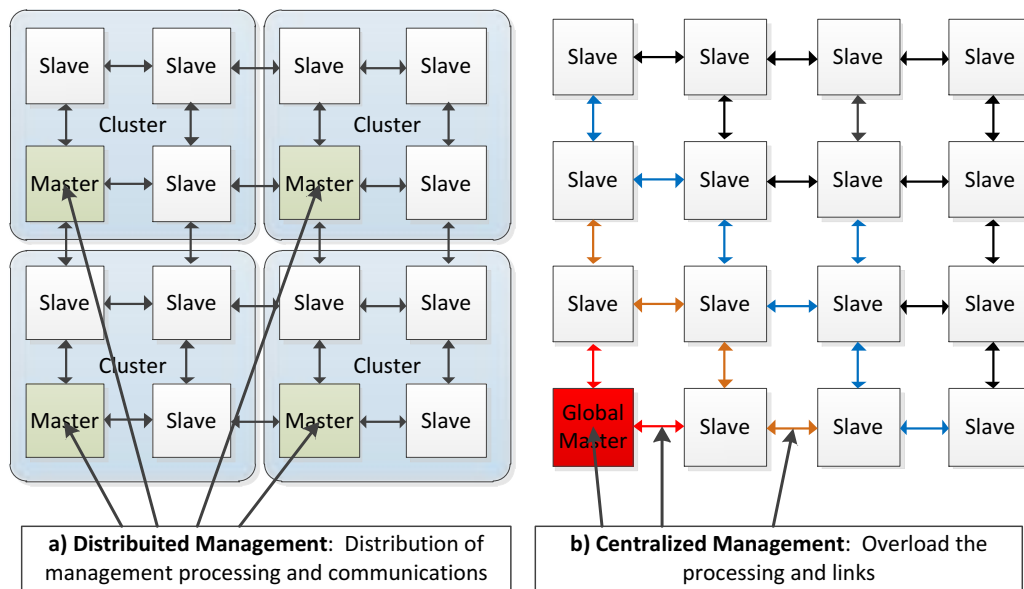 Slave Slave Slave Slave
Cluster Cluster
Master Slave Master Slave
Slave Slave Slave Slave
Cluster Cluster
Master Slave Master Slave
a) Distribuited Management: Distribution of
management processing and communications
Slave Slave Slave Slave
Slave Slave Slave Slave
Slave Slave Slave Slave
Global
Master Slave Slave Slave
b) Centralized Management: Overload the
processing and links